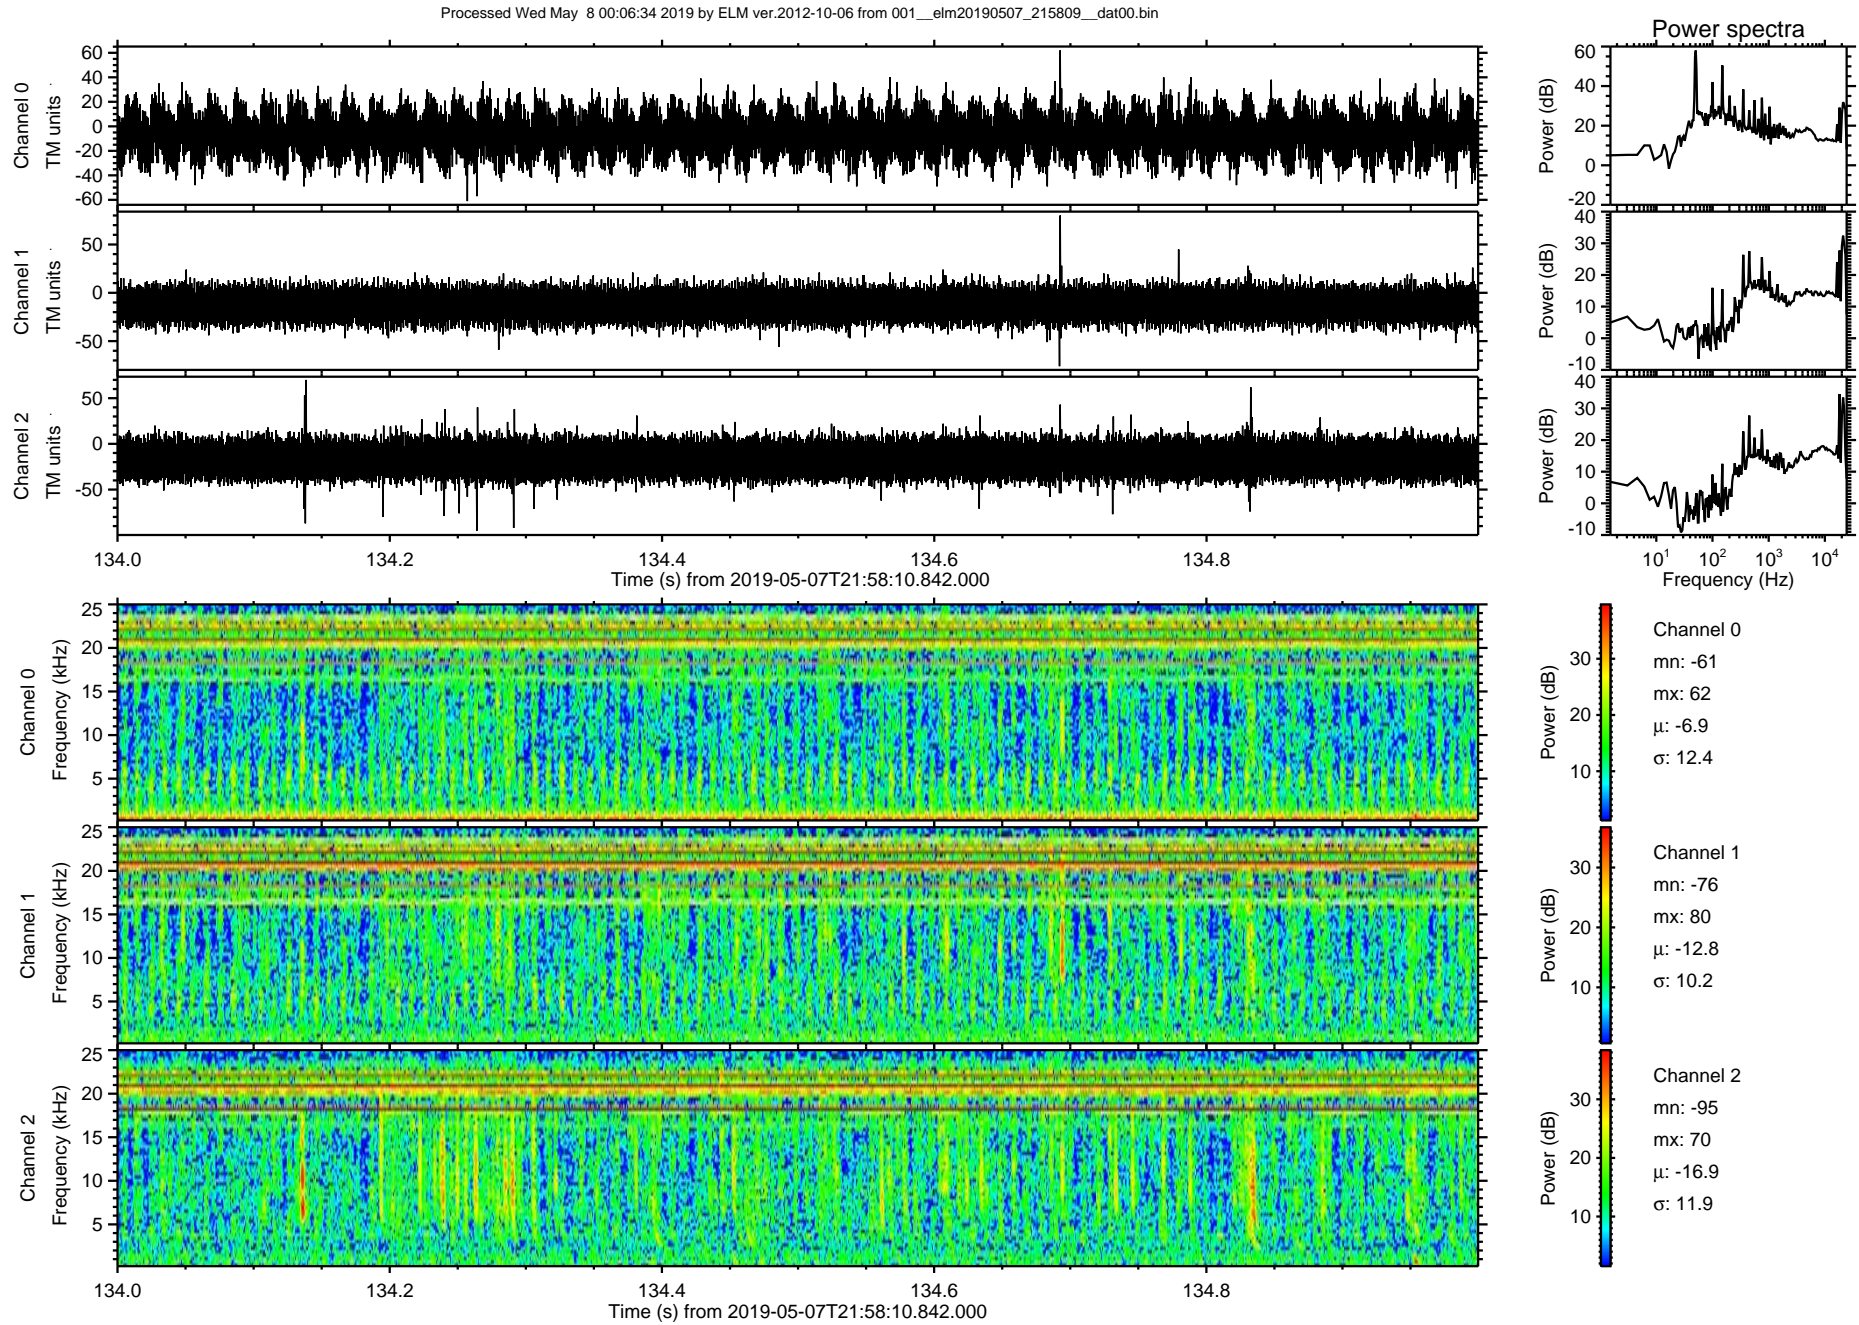 Processed Wed May  8 00:06:34 2019 by ELM ver.2012-10-06 from 001__elm20190507_215809__dat00.bin
Power spectra
Channel 0
TM units
60
40
20
0
-20
-40
-60
Power (dB)
60
40
20
0
-20
Channel 1
TM units
50
0
-50
Power (dB)
40
30
20
10
0
-10
Channel 2
TM units
50
0
-50
Power (dB)
40
30
20
10
0
-10
134.0 134.2 134.4 134.6 134.8
Time (s) from 2019-05-07T21:58:10.842.000
10¹ 10² 10³ 10⁴
Frequency (Hz)
Channel 0
Frequency (kHz)
25
20
15
10
5
Power (dB)
30
20
10
Channel 0
mn: -61
mx: 62
μ: -6.9
σ: 12.4
Channel 1
Frequency (kHz)
25
20
15
10
5
Power (dB)
30
20
10
Channel 1
mn: -76
mx: 80
μ: -12.8
σ: 10.2
Channel 2
Frequency (kHz)
25
20
15
10
5
Power (dB)
30
20
10
Channel 2
mn: -95
mx: 70
μ: -16.9
σ: 11.9
134.0 134.2 134.4 134.6 134.8
Time (s) from 2019-05-07T21:58:10.842.000